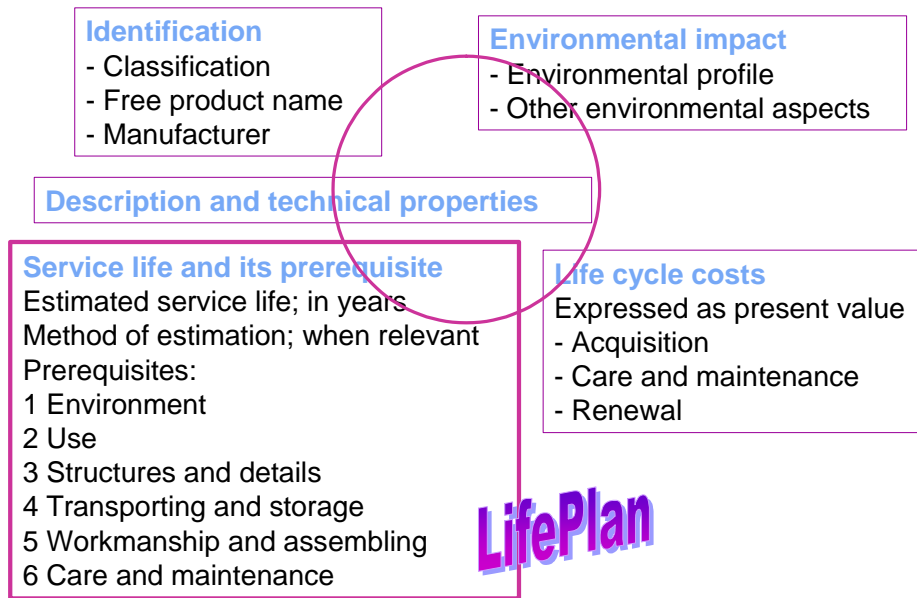 Identification
- Classification
- Free product name
- Manufacturer
Environmental impact
- Environmental profile
- Other environmental aspects
Description and technical properties
Service life and its prerequisite
Estimated service life; in years
Method of estimation; when relevant
Prerequisites:
1 Environment
2 Use
3 Structures and details
4 Transporting and storage
5 Workmanship and assembling
6 Care and maintenance
Life cycle costs
Expressed as present value
- Acquisition
- Care and maintenance
- Renewal
LifePlan